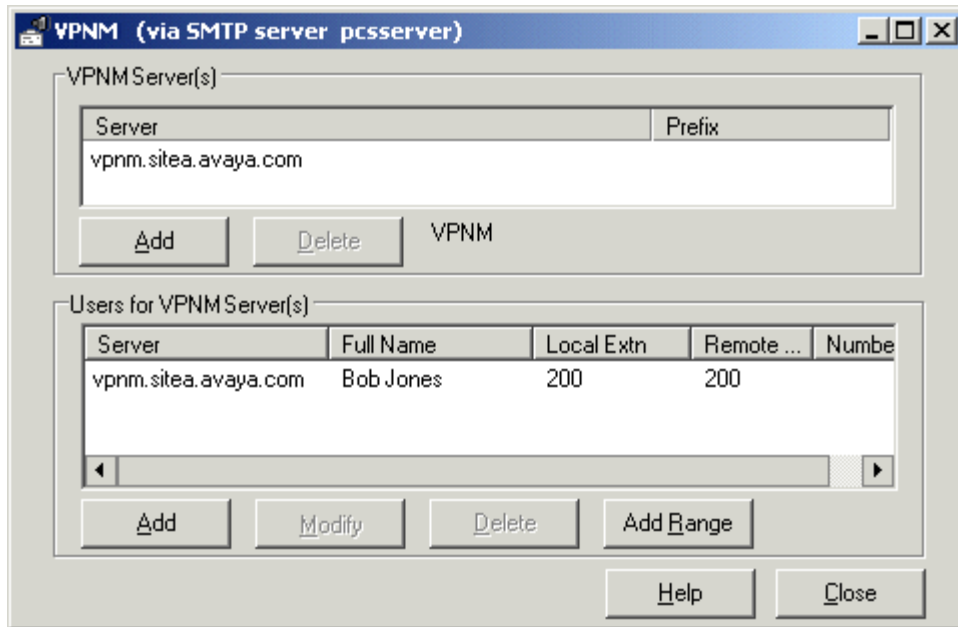 VPNM (via SMTP server pcsserver)
VPNM Server(s)
Server Prefix
vpnm.sitea.avaya.com
Add Delete VPNM
Users for VPNM Server(s)
Server Full Name Local Extn Remote ... Numbe
vpnm.sitea.avaya.com Bob Jones 200 200
Add Modify Delete Add Range
Help Close